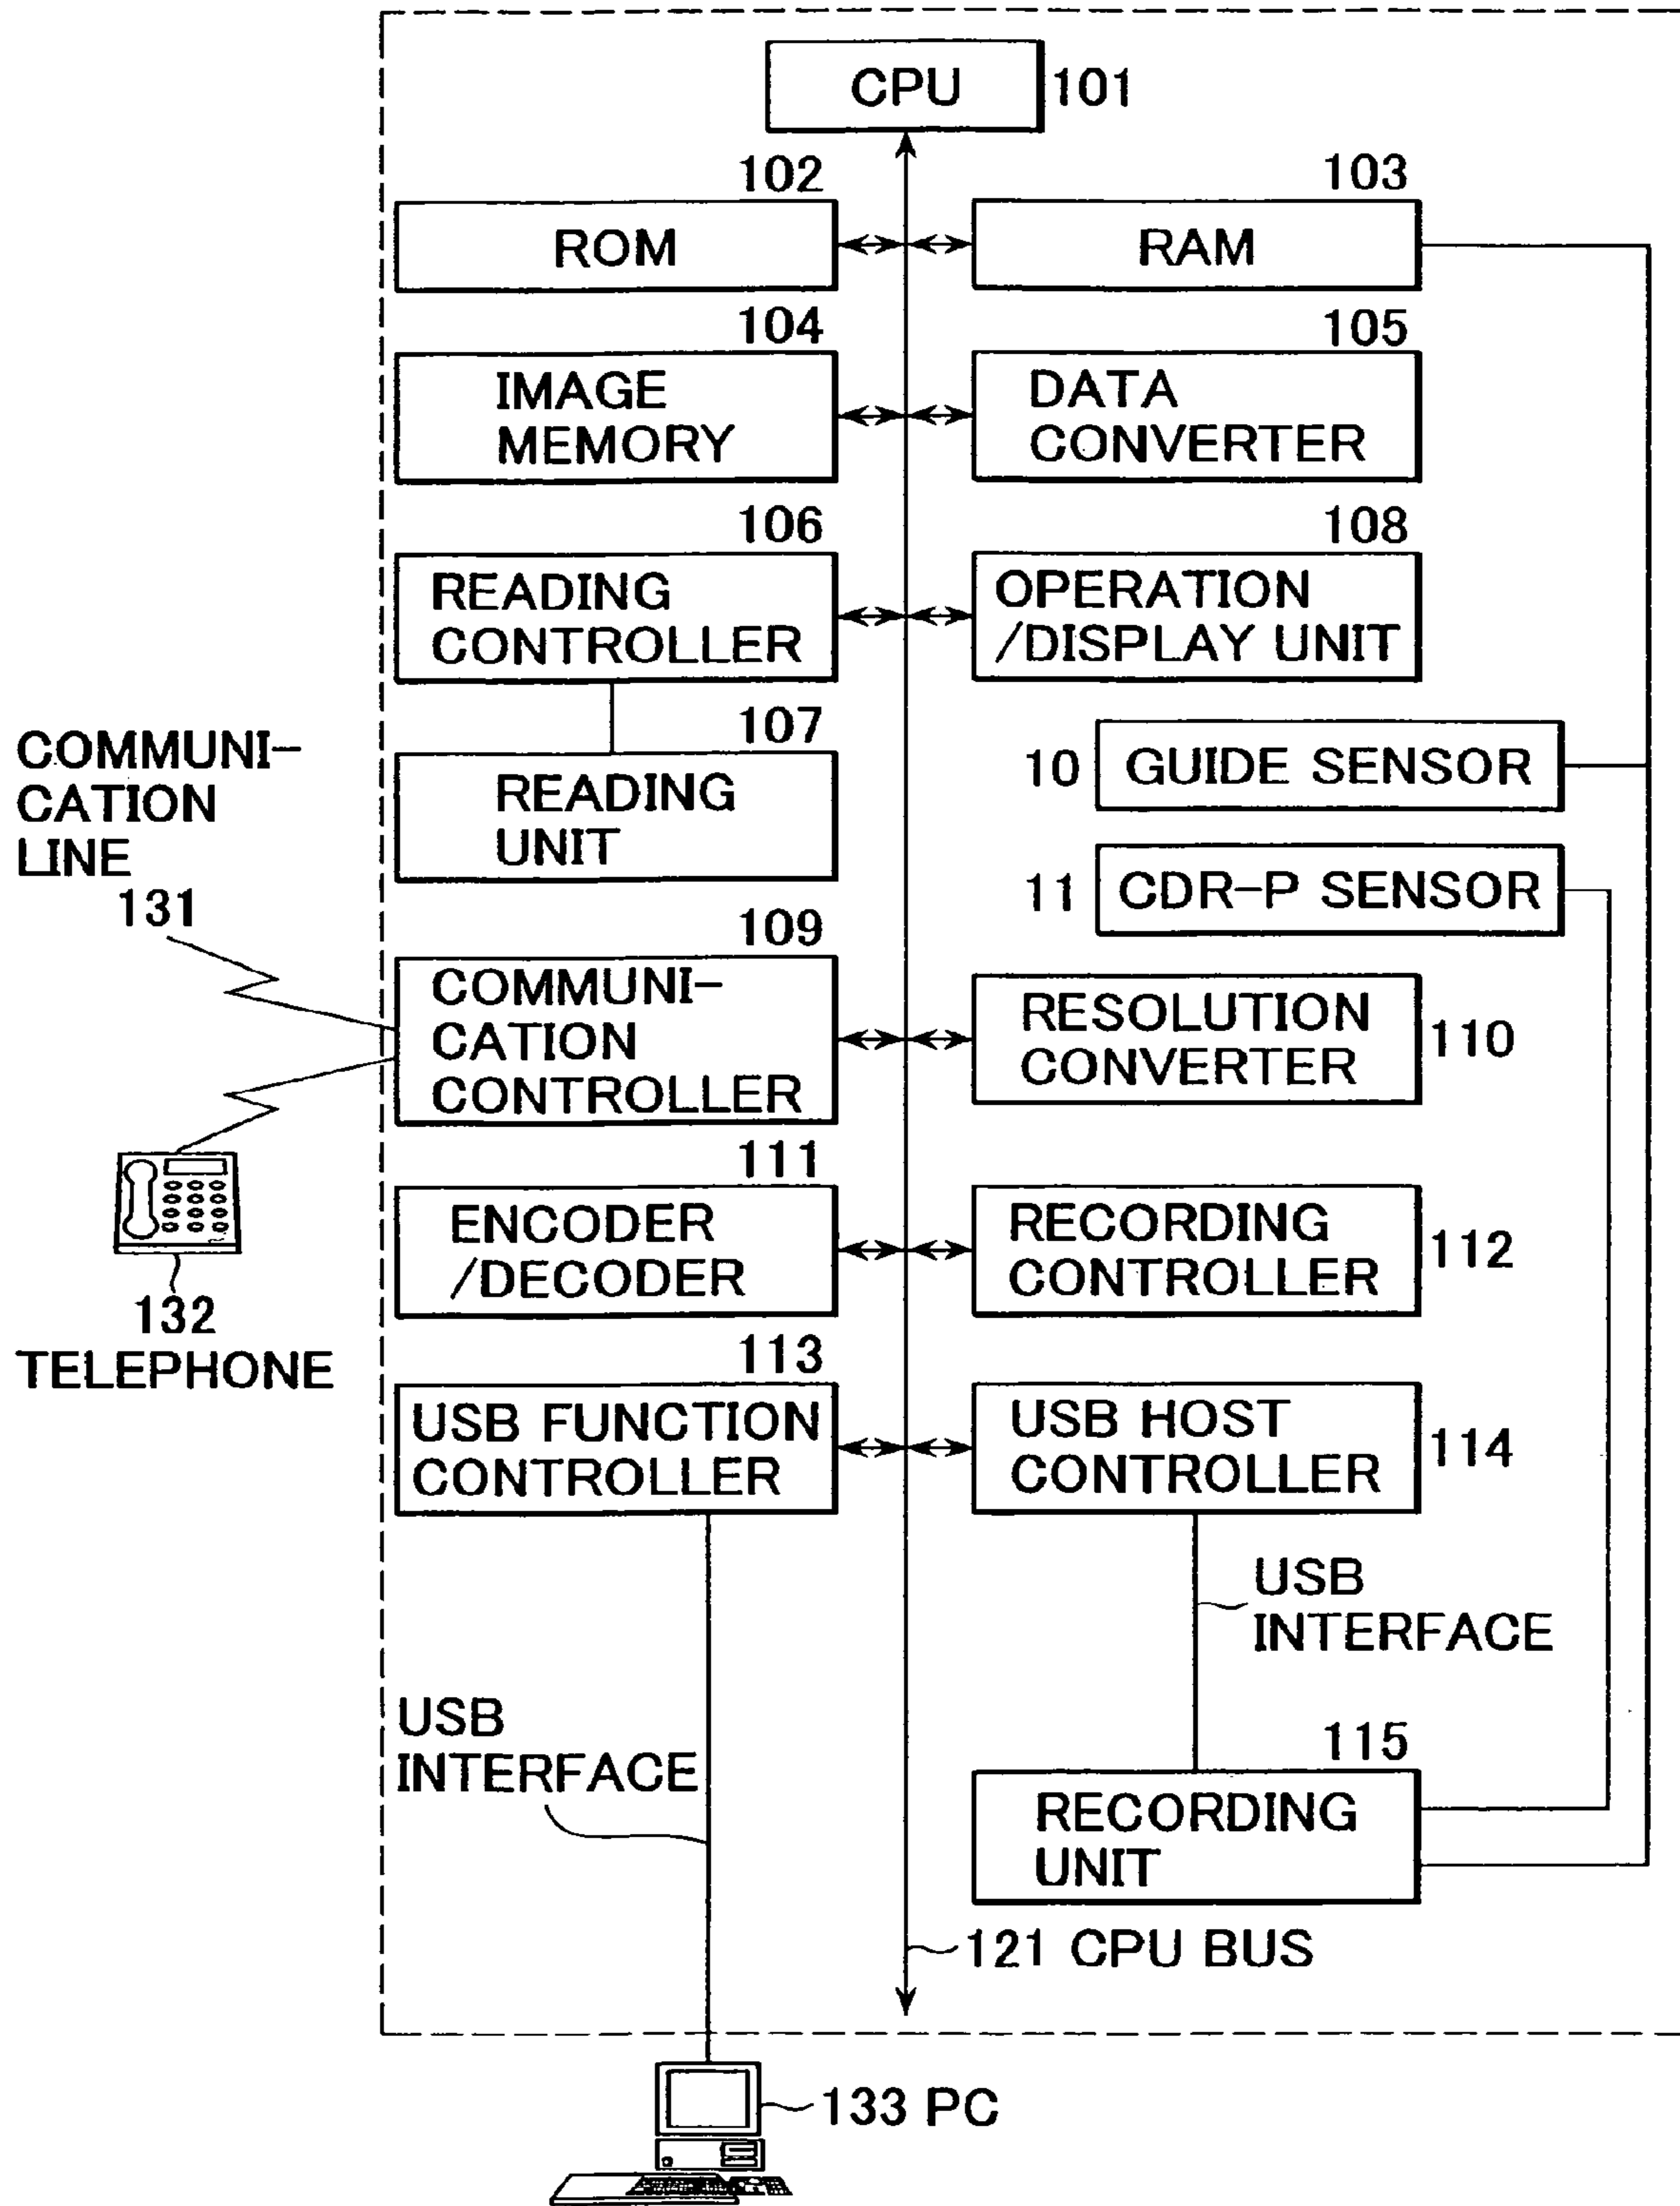 CPU
101
102
ROM
103
RAM
104
IMAGE
MEMORY
105
DATA
CONVERTER
106
READING
CONTROLLER
108
OPERATION
/DISPLAY UNIT
107
READING
UNIT
10
GUIDE SENSOR
11
CDR-P SENSOR
COMMUNI-
CATION
LINE
131
109
COMMUNI-
CATION
CONTROLLER
RESOLUTION
CONVERTER
110
132
TELEPHONE
111
ENCODER
/DECODER
RECORDING
CONTROLLER
112
113
USB FUNCTION
CONTROLLER
USB HOST
CONTROLLER
114
USB
INTERFACE
USB
INTERFACE
115
RECORDING
UNIT
121 CPU BUS
133 PC